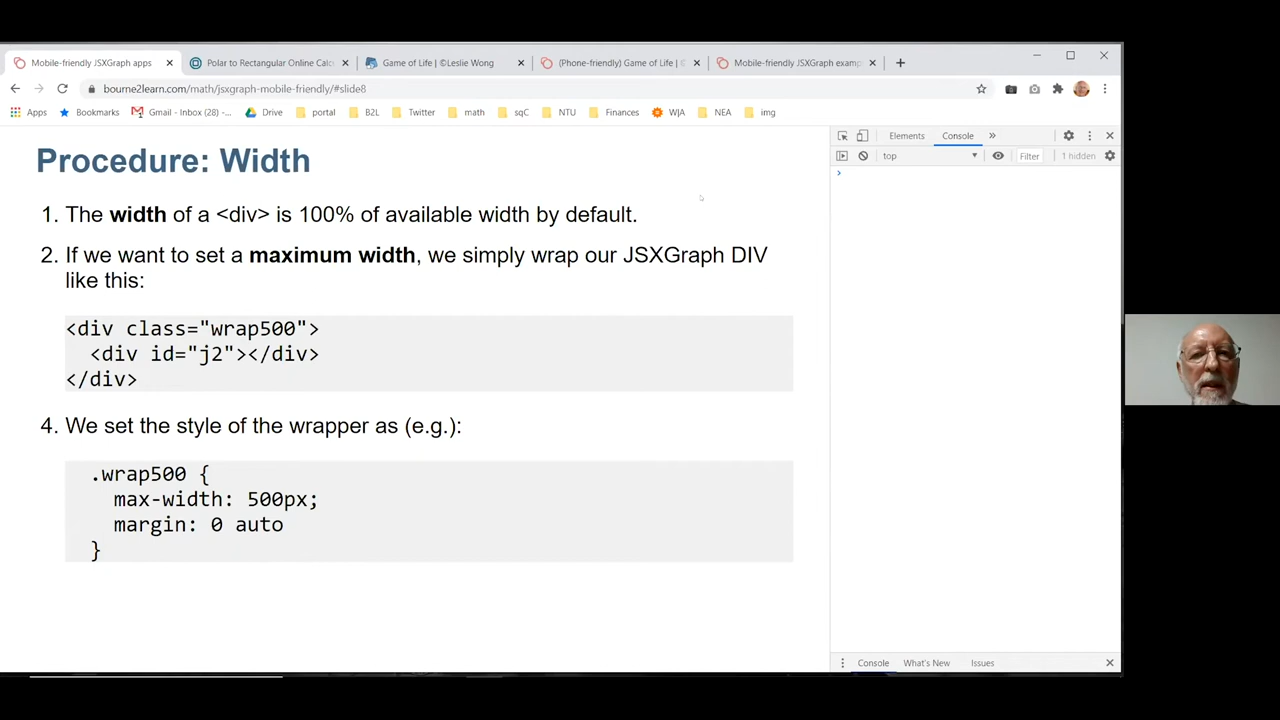 Mobile-friendly JSXGraph apps
Polar to Rectangular Online Calc
Game of Life | ©Leslie Wong
(Phone-friendly) Game of Life | ©
Mobile-friendly JSXGraph examp
bourne2learn.com/math/jsxgraph-mobile-friendly/#slide8
Apps Bookmarks Gmail - Inbox (28) -... Drive portal B2L Twitter math sqC NTU Finances WIA NEA img
Procedure: Width
1. The width of a <div> is 100% of available width by default.
2. If we want to set a maximum width, we simply wrap our JSXGraph DIV
like this:
<div class="wrap500">
<div id="j2"></div>
</div>
4. We set the style of the wrapper as (e.g.):
.wrap500 {
max-width: 500px;
margin: 0 auto
}
Elements Console
top Filter 1 hidden
Console What's New Issues